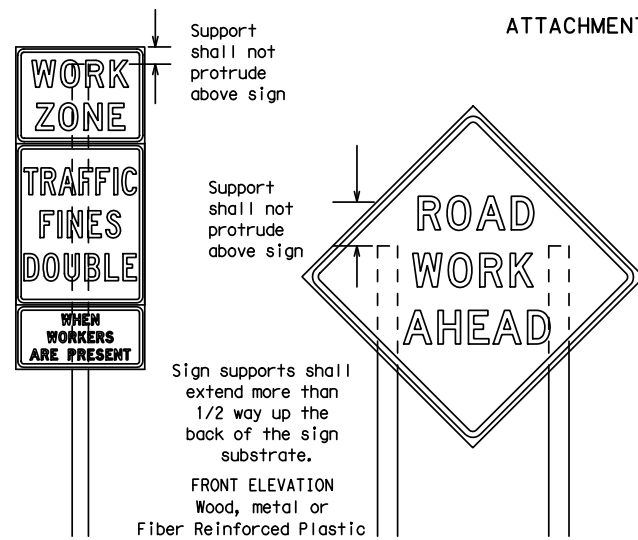 ATTACHMENT
Support
shall not
protrude
above sign
WORK
ZONE
TRAFFIC
FINES
DOUBLE
WHEN
WORKERS
ARE PRESENT
Support
shall not
protrude
above sign
ROAD
WORK
AHEAD
Sign supports shall
extend more than
1/2 way up the
back of the sign
substrate.
FRONT ELEVATION
Wood, metal or
Fiber Reinforced Plastic